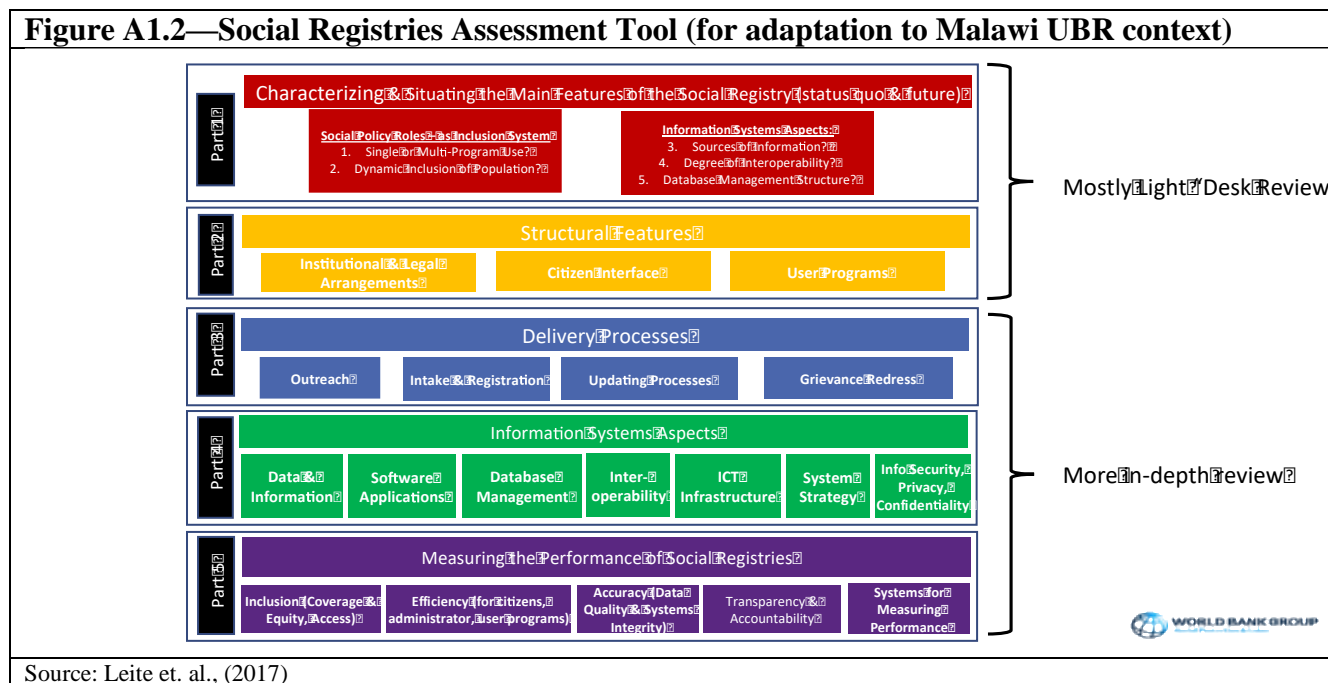 Figure A1.2—Social Registries Assessment Tool (for adaptation to Malawi UBR context)
Part 1
Characterizing & Situating the Main Features of the Social Registry (status quo & future)
Social Policy Roles – as Inclusion System
1. Single or Multi-Program Use?
2. Dynamic Inclusion of Population?
Information Systems Aspects:
3. Sources of Information?
4. Degree of Interoperability?
5. Database Management Structure?
Mostly Light “Desk Review
Part 2
Structural Features
Institutional & Legal
Arrangements
Citizen Interface
User Programs
Part 3
Delivery Processes
Outreach
Intake & Registration
Updating Processes
Grievance Redress
Part 4
Information Systems Aspects
Data &
Information
Software
Applications
Database
Management
Inter-
operability
ICT
Infrastructure
System
Strategy
Info Security,
Privacy,
Confidentiality
More in-depth review
Part 5
Measuring the Performance of Social Registries
Inclusion (Coverage &
Equity, Access)
Efficiency (for citizens,
administrator, user programs)
Accuracy (Data
Quality & Systems
Integrity)
Transparency &
Accountability
Systems for
Measuring
Performance
WORLD BANK GROUP
Source: Leite et. al., (2017)